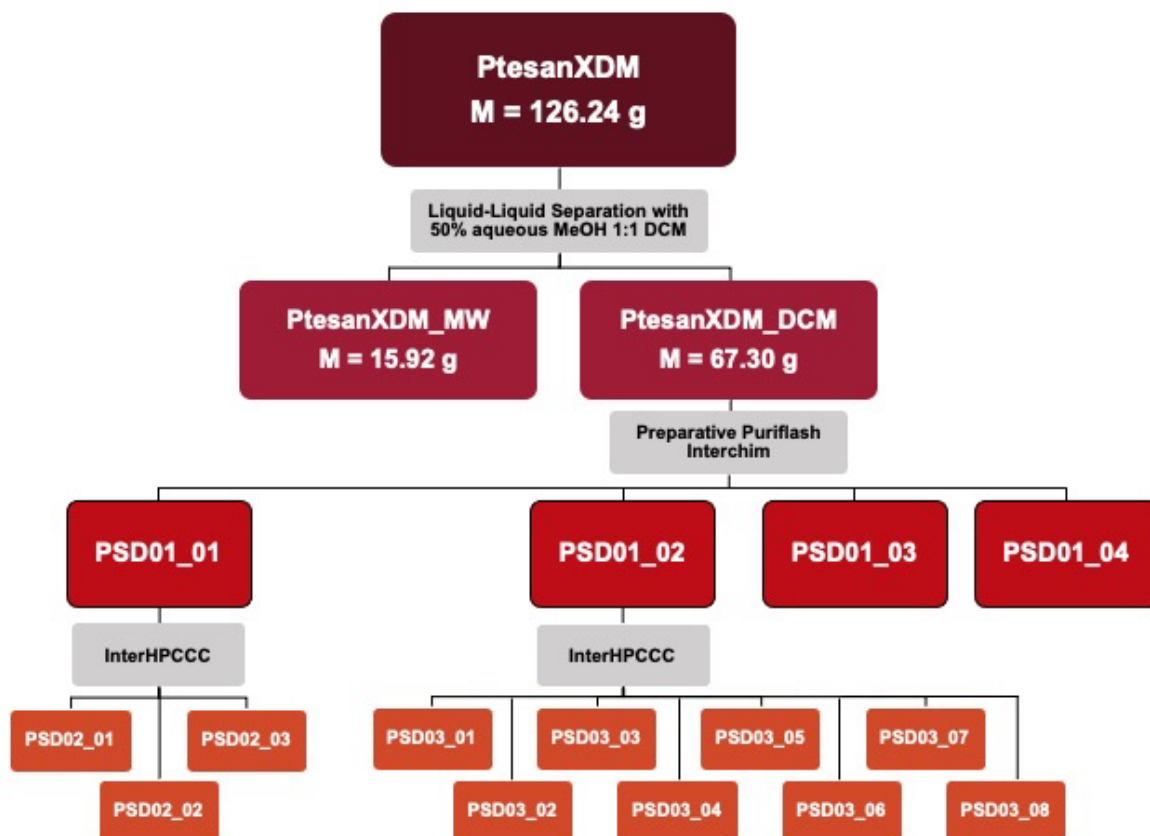 PtesanXDM
M = 126.24 g
Liquid-Liquid Separation with
50% aqueous MeOH 1:1 DCM
PtesanXDM_MW
M = 15.92 g
PtesanXDM_DCM
M = 67.30 g
Preparative Puriflash
Interchim
PSD01_01
PSD01_02
PSD01_03
PSD01_04
InterHPCCC
InterHPCCC
PSD02_01
PSD02_03
PSD03_01
PSD03_03
PSD03_05
PSD03_07
PSD02_02
PSD03_02
PSD03_04
PSD03_06
PSD03_08